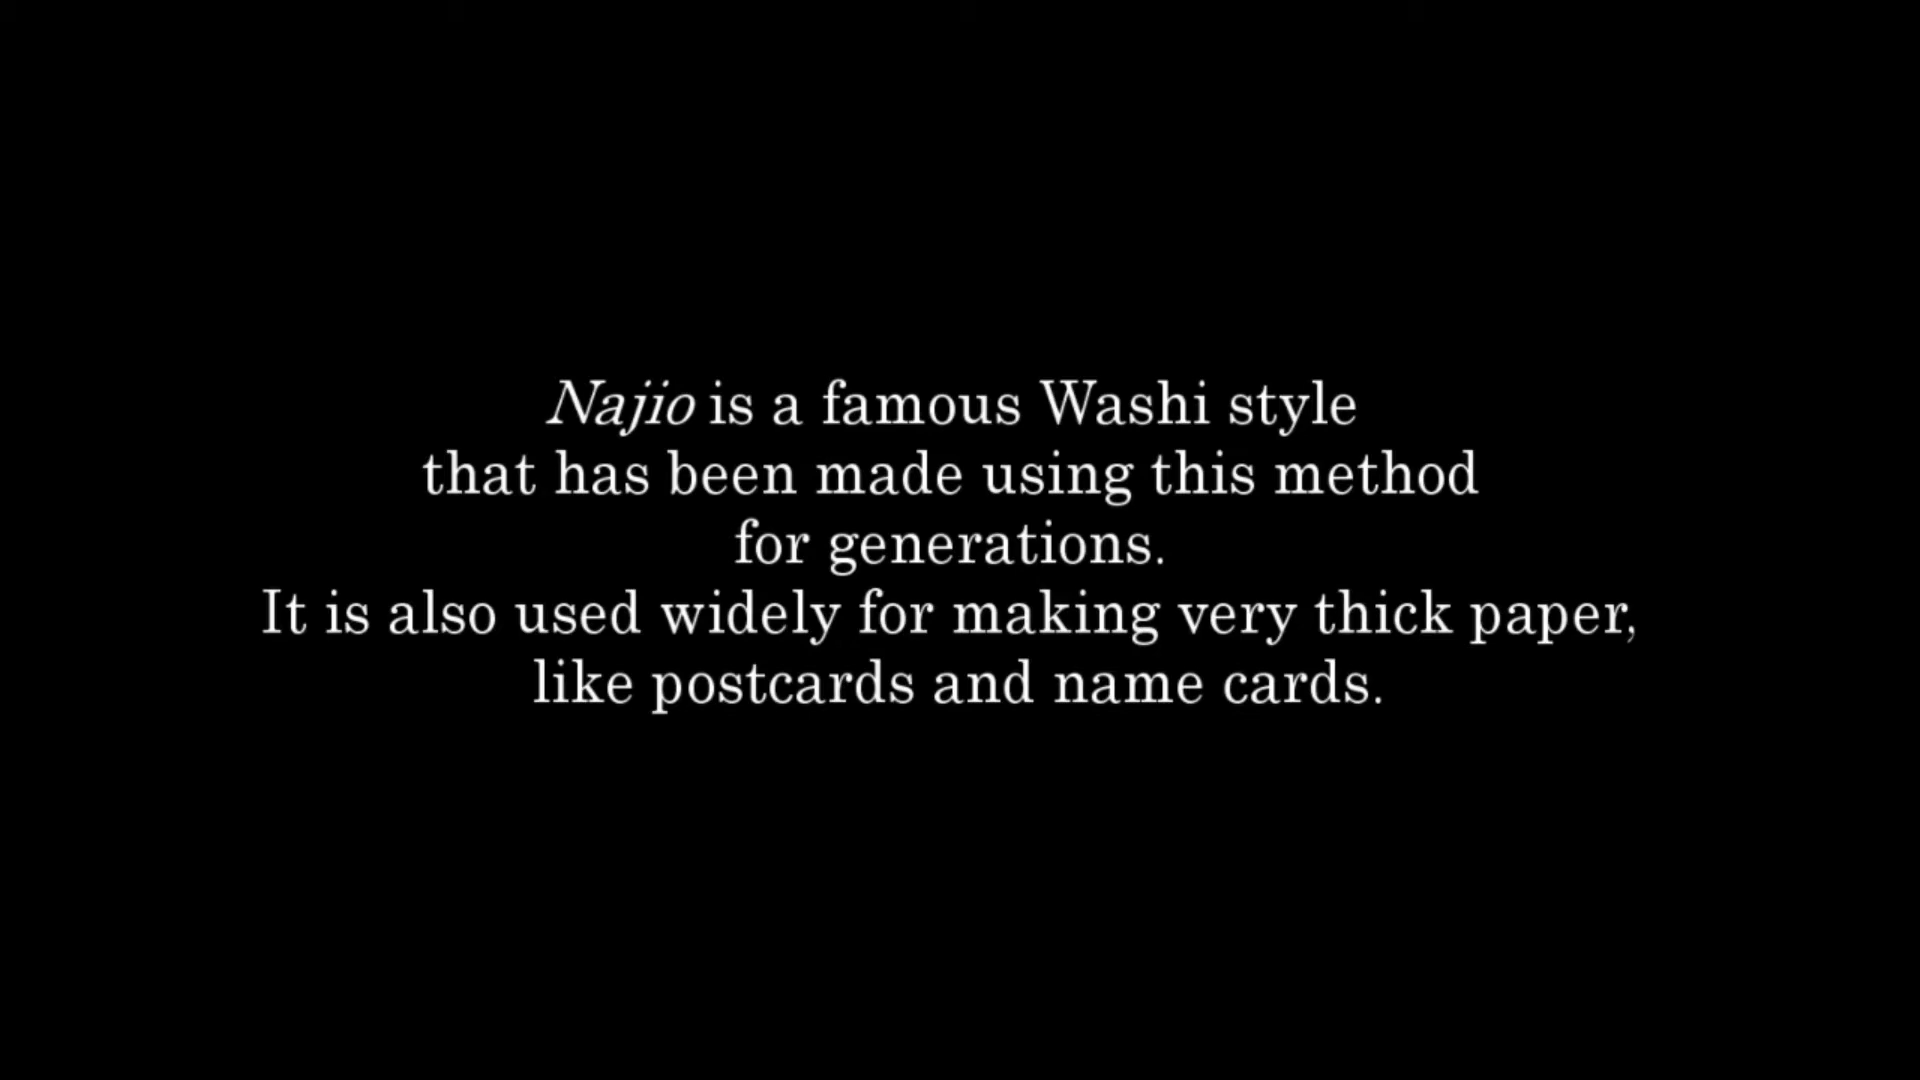 Najio is a famous Washi style
that has been made using this method
for generations.
It is also used widely for making very thick paper,
like postcards and name cards.